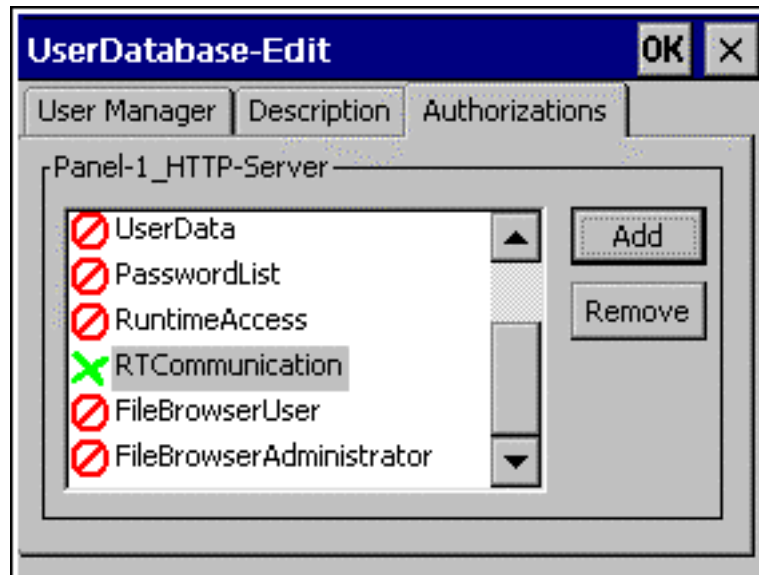 UserDatabase-Edit OK ×
User Manager Description Authorizations
Panel-1_HTTP-Server
UserData
Add
PasswordList
RuntimeAccess
Remove
RTCommunication
FileBrowserUser
FileBrowserAdministrator